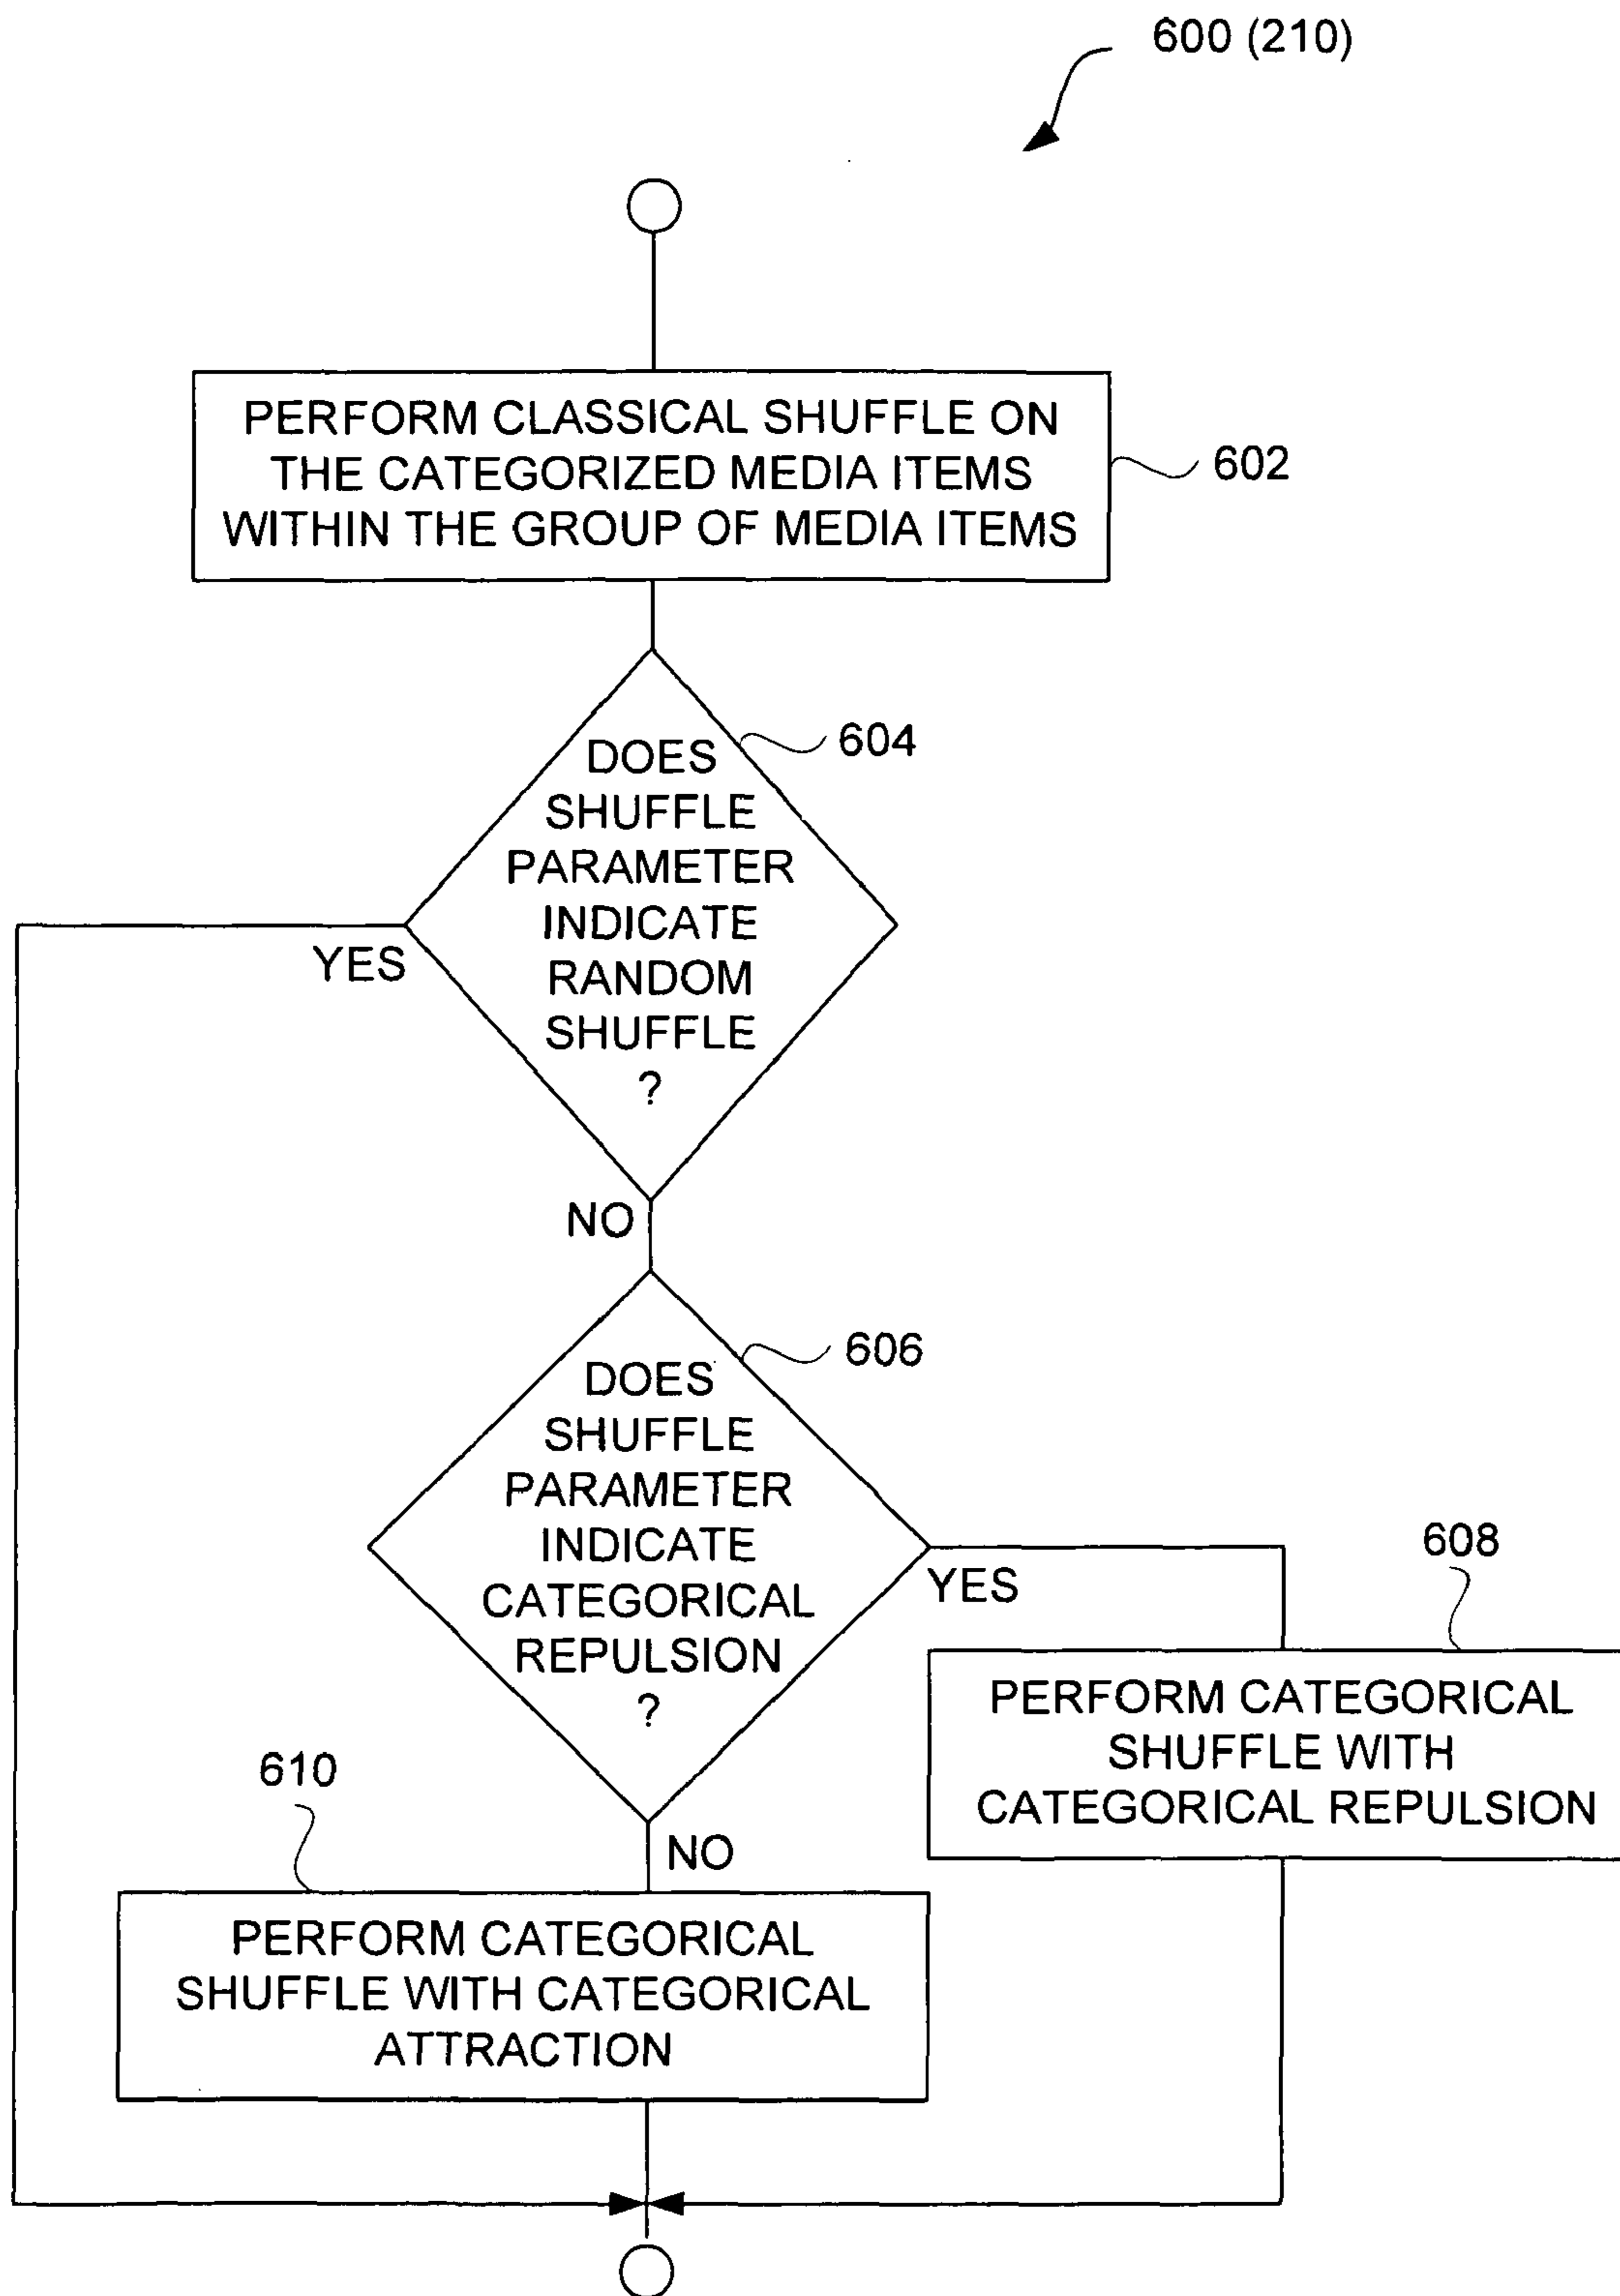 600 (210)
PERFORM CLASSICAL SHUFFLE ON
THE CATEGORIZED MEDIA ITEMS
WITHIN THE GROUP OF MEDIA ITEMS
602
604
DOES
SHUFFLE
PARAMETER
INDICATE
RANDOM
SHUFFLE
?
YES
NO
606
DOES
SHUFFLE
PARAMETER
INDICATE
CATEGORICAL
REPULSION
?
YES
608
PERFORM CATEGORICAL
SHUFFLE WITH
CATEGORICAL REPULSION
NO
610
PERFORM CATEGORICAL
SHUFFLE WITH CATEGORICAL
ATTRACTION